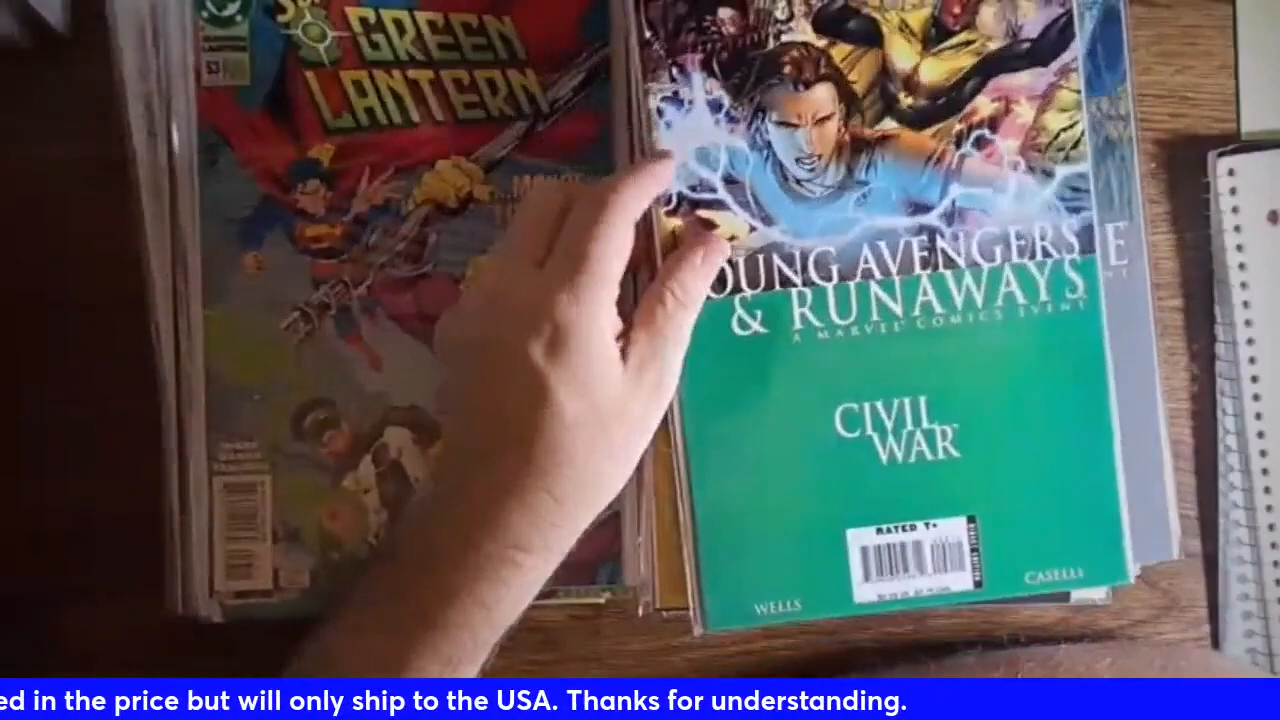 GREEN
LANTERN
53
OUNG AVENGERS
& RUNAWAYS
A MARVEL COMICS EVENT
E
CIVIL
WAR
RATED T+
WELLS
CASELLI
ed in the price but will only ship to the USA. Thanks for understanding.